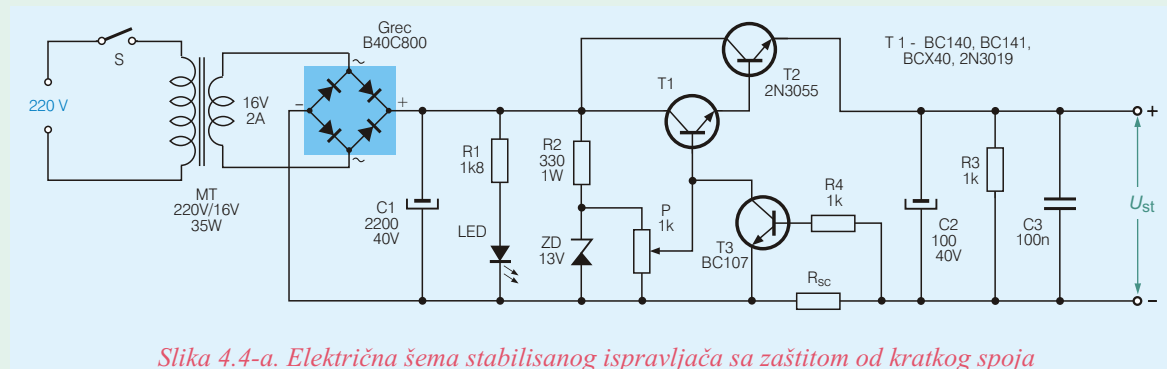 Grec
B40C800
S
220 V
16V
2A
MT
220V/16V
35W
~
~
–
+
C1
2200
40V
R1
1k8
LED
R2
330
1W
ZD
13V
P
1k
T1
T2
2N3055
T3
BC107
R4
1k
Rsc
T 1 - BC140, BC141,
BCX40, 2N3019
C2
100
40V
R3
1k
C3
100n
+
Ust
–
Slika 4.4-a. Električna šema stabilisanog ispravljača sa zaštitom od kratkog spoja